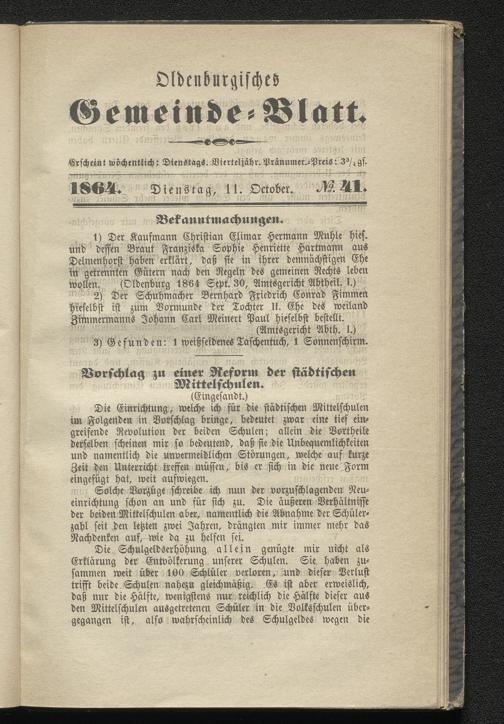 Oldenburgisches
Gemeinde-Blatt.
Erscheint wöchentlich: Dienstags. Vierteljähr. Pränumer.-Preis: 3¾ gs.
1864. Dienstag, 11. October. № 41.
Bekanntmachungen.
1) Der Kaufmann Christian Elimar Hermann Muhle hies.
und dessen Braut Franziska Sophie Henriette Hartmann aus
Delmenhorst haben erklärt, daß sie in ihrer demnächstigen Ehe
in getrennten Gütern nach den Regeln des gemeinen Rechts leben
wollen. (Oldenburg 1864 Sept. 30, Amtsgericht Abtheil. I.)
2) Der Schuhmacher Bernhard Friedrich Conrad Fimmen
hieselbst ist zum Vormunde der Tochter II. Ehe des weiland
Zimmermanns Johann Carl Meinert Paul hieselbst bestellt.
(Amtsgericht Abth. I.)
3) Gefunden: 1 weißseidenes Taschentuch, 1 Sonnenschirm.
Vorschlag zu einer Reform der städtischen
Mittelschulen.
(Eingesandt.)
Die Einrichtung, welche ich für die städtischen Mittelschulen
im Folgenden in Vorschlag bringe, bedeutet zwar eine tief ein-
greifende Revolution der beiden Schulen; allein die Vortheile
derselben scheinen mir so bedeutend, daß sie die Unbequemlichkeiten
und namentlich die unvermeidlichen Störungen, welche auf kurze
Zeit den Unterricht treffen müssen, bis er sich in die neue Form
eingefügt hat, weit aufwiegen.
Solche Vorzüge schreibe ich nun der vorzuschlagenden Neu-
einrichtung schon an und für sich zu. Die äußeren Verhältnisse
der beiden Mittelschulen aber, namentlich die Abnahme der Schüler-
zahl seit den letzten zwei Jahren, drängten mir immer mehr das
Nachdenken auf, wie da zu helfen sei.
Die Schulgeldserhöhung allein genügte mir nicht als
Erklärung der Entvölkerung unserer Schulen. Sie haben zu-
sammen weit über 100 Schüler verloren, und dieser Verlust
trifft beide Schulen nahezu gleichmäßig. Es ist aber erweislich,
daß nur die Hälfte, wenigstens nur reichlich die Hälfte dieser aus
den Mittelschulen ausgetretenen Schüler in die Volksschulen über-
gegangen ist, also wahrscheinlich des Schulgeldes wegen die